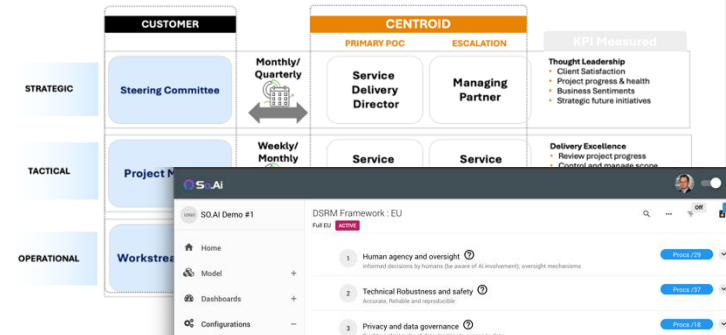 CUSTOMER
CENTROID
PRIMARY POC
ESCALATION
KPI Measured
STRATEGIC
Steering Committee
Monthly/
Quarterly
Service
Delivery
Director
Managing
Partner
Thought Leadership
• Client Satisfaction
• Project progress & health
• Business Sentiments
• Strategic future initiatives
TACTICAL
Project M
Weekly/
Monthly
Service
Service
Delivery Excellence
• Review project progress
• Control and manage scope
OPERATIONAL
Workstrea
So.Ai
SO.AI Demo #1
Home
Model +
Dashboards +
Configurations −
DSRM Framework : EU
Full EU ACTIVE
Off
1 Human agency and oversight
informed decisions by humans (be aware of AI involvement); oversight mechanisms
Procs /29
2 Technical Robustness and safety
Accurate, Reliable and reproducible
Procs /37
3 Privacy and data governance
Procs /18